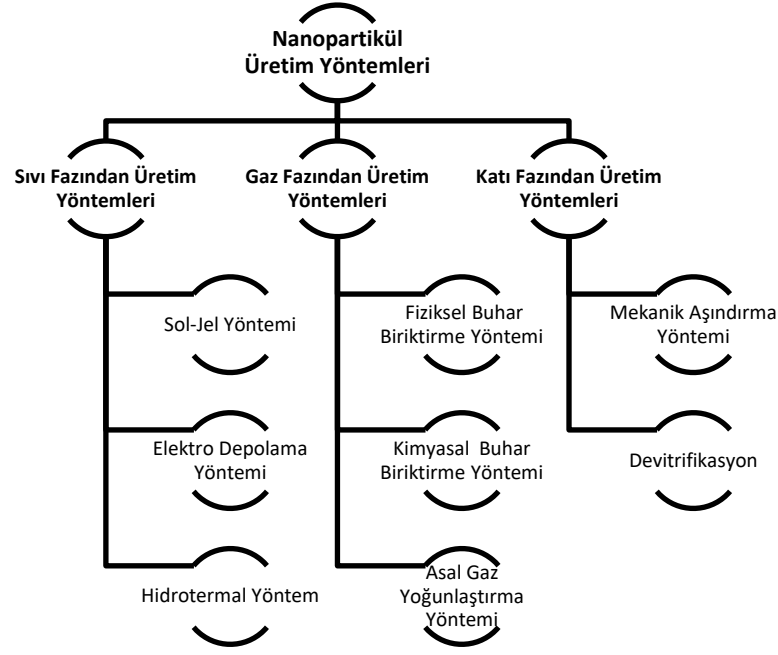 Nanopartikül
Üretim Yöntemleri
Sıvı Fazından Üretim
Yöntemleri
Gaz Fazından Üretim
Yöntemleri
Katı Fazından Üretim
Yöntemleri
Sol-Jel Yöntemi
Elektro Depolama
Yöntemi
Hidrotermal Yöntem
Fiziksel Buhar
Biriktirme Yöntemi
Kimyasal  Buhar
Biriktirme Yöntemi
Asal Gaz
Yoğunlaştırma
Yöntemi
Mekanik Aşındırma
Yöntemi
Devitrifikasyon